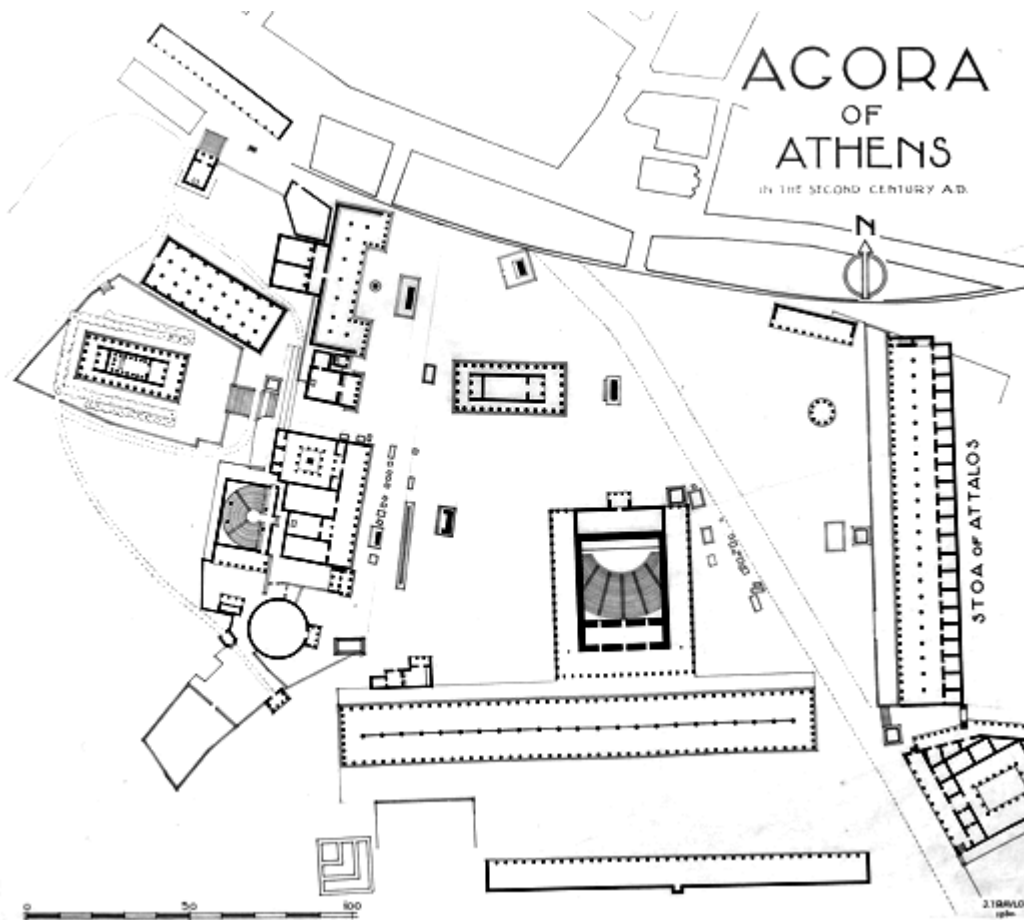 AGORA
OF
ATHENS
IN THE SECOND CENTURY A.D.
N
STOA OF ATTALOS
0 50 100